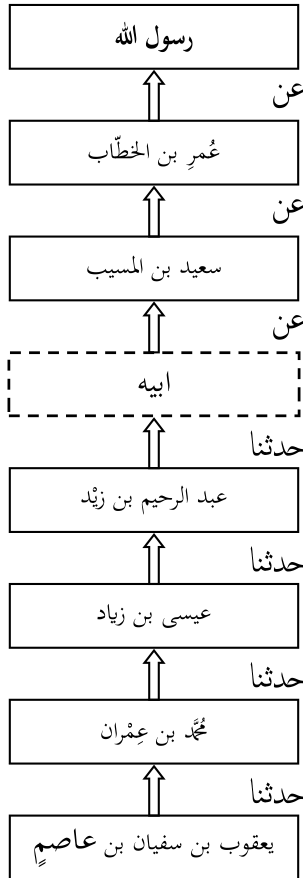 رسول الله
عن
عُمرِ بن الخطّاب
عن
سعيد بن المسيب
عن
ابيه
حدثنا
عبد الرحيم بن زيْد
حدثنا
عيسى بن زياد
حدثنا
مُحمَّد بن عِمْران
حدثنا
يعقوب بن سفيان بن عاصمٍ